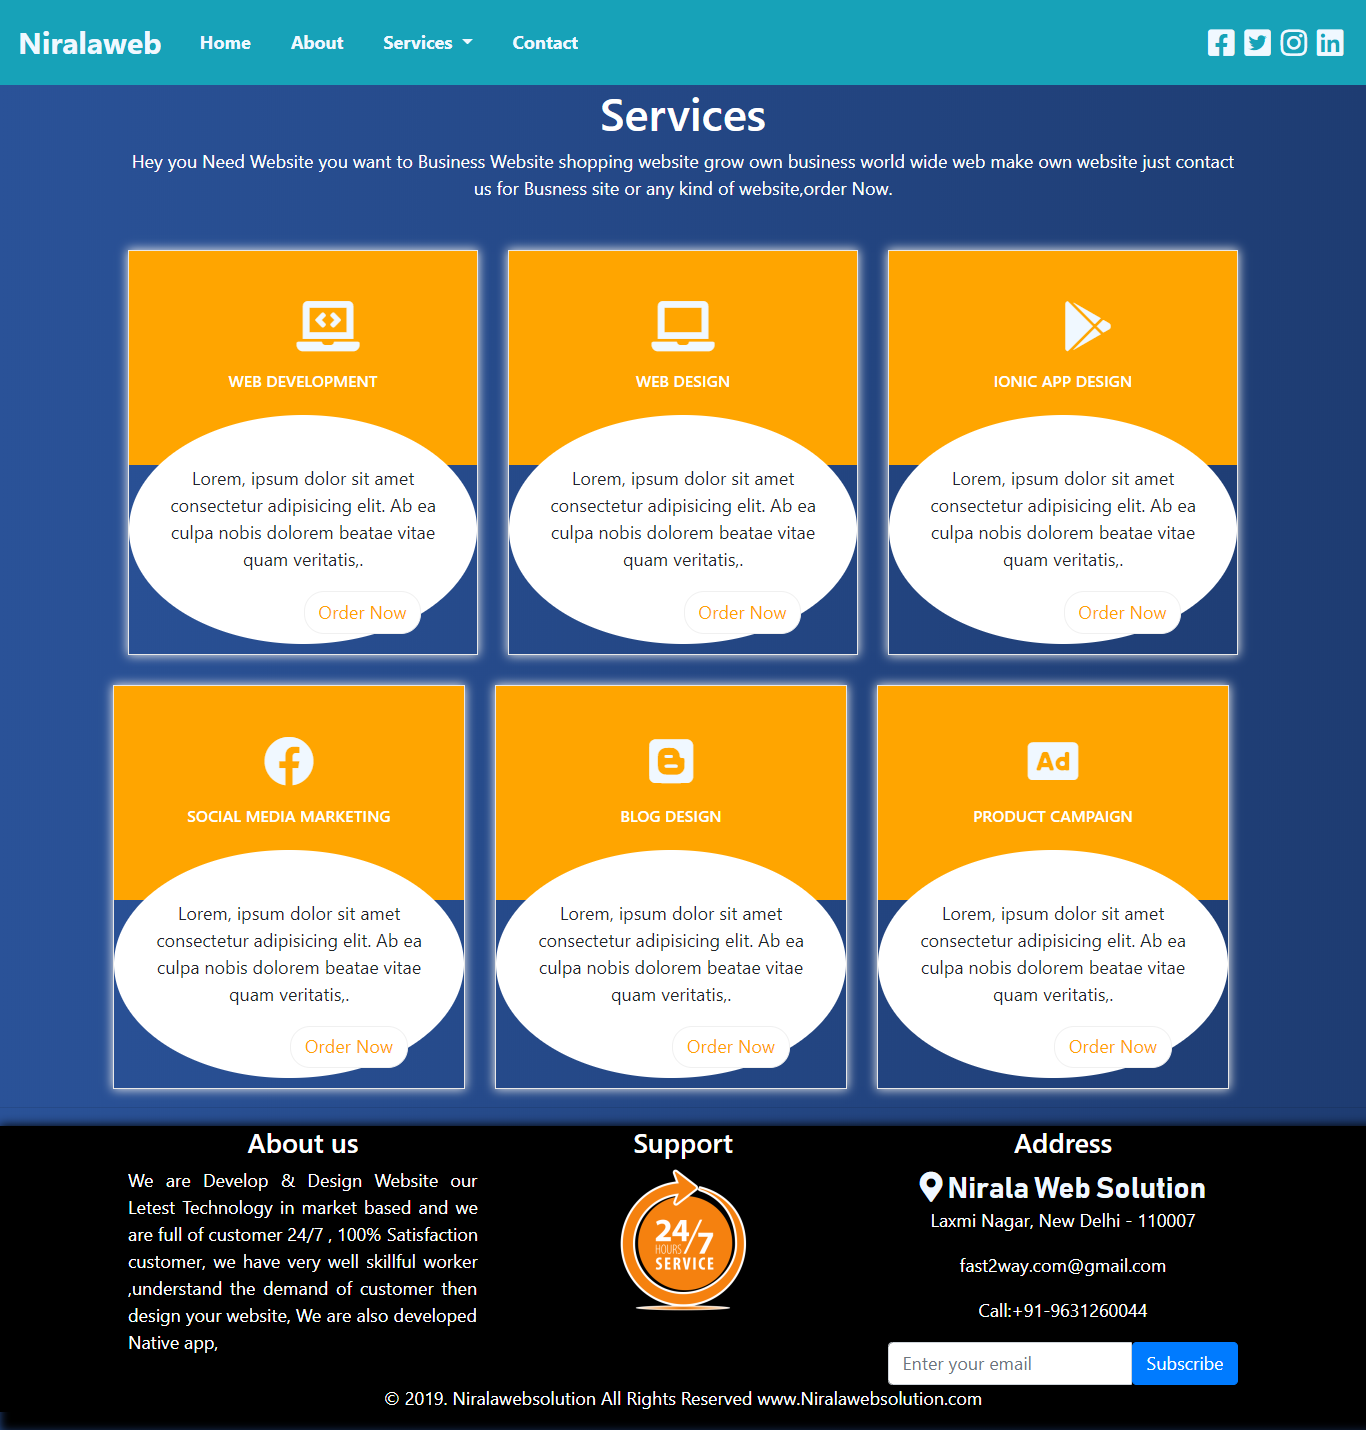 Niralaweb Home About Services Contact
Services
Hey you Need Website you want to Business Website shopping website grow own business world wide web make own website just contact
us for Busness site or any kind of website,order Now.
WEB DEVELOPMENT
Lorem, ipsum dolor sit amet
consectetur adipisicing elit. Ab ea
culpa nobis dolorem beatae vitae
quam veritatis,.
Order Now
WEB DESIGN
Lorem, ipsum dolor sit amet
consectetur adipisicing elit. Ab ea
culpa nobis dolorem beatae vitae
quam veritatis,.
Order Now
IONIC APP DESIGN
Lorem, ipsum dolor sit amet
consectetur adipisicing elit. Ab ea
culpa nobis dolorem beatae vitae
quam veritatis,.
Order Now
SOCIAL MEDIA MARKETING
Lorem, ipsum dolor sit amet
consectetur adipisicing elit. Ab ea
culpa nobis dolorem beatae vitae
quam veritatis,.
Order Now
BLOG DESIGN
Lorem, ipsum dolor sit amet
consectetur adipisicing elit. Ab ea
culpa nobis dolorem beatae vitae
quam veritatis,.
Order Now
Ad
PRODUCT CAMPAIGN
Lorem, ipsum dolor sit amet
consectetur adipisicing elit. Ab ea
culpa nobis dolorem beatae vitae
quam veritatis,.
Order Now
About us
We are Develop & Design Website our
Letest Technology in market based and we
are full of customer 24/7 , 100% Satisfaction
customer, we have very well skillful worker
,understand the demand of customer then
design your website, We are also developed
Native app,
Support
24/7
HOURS
SERVICE
Address
Nirala Web Solution
Laxmi Nagar, New Delhi - 110007
fast2way.com@gmail.com
Call:+91-9631260044
Enter your email Subscribe
© 2019. Niralawebsolution All Rights Reserved www.Niralawebsolution.com